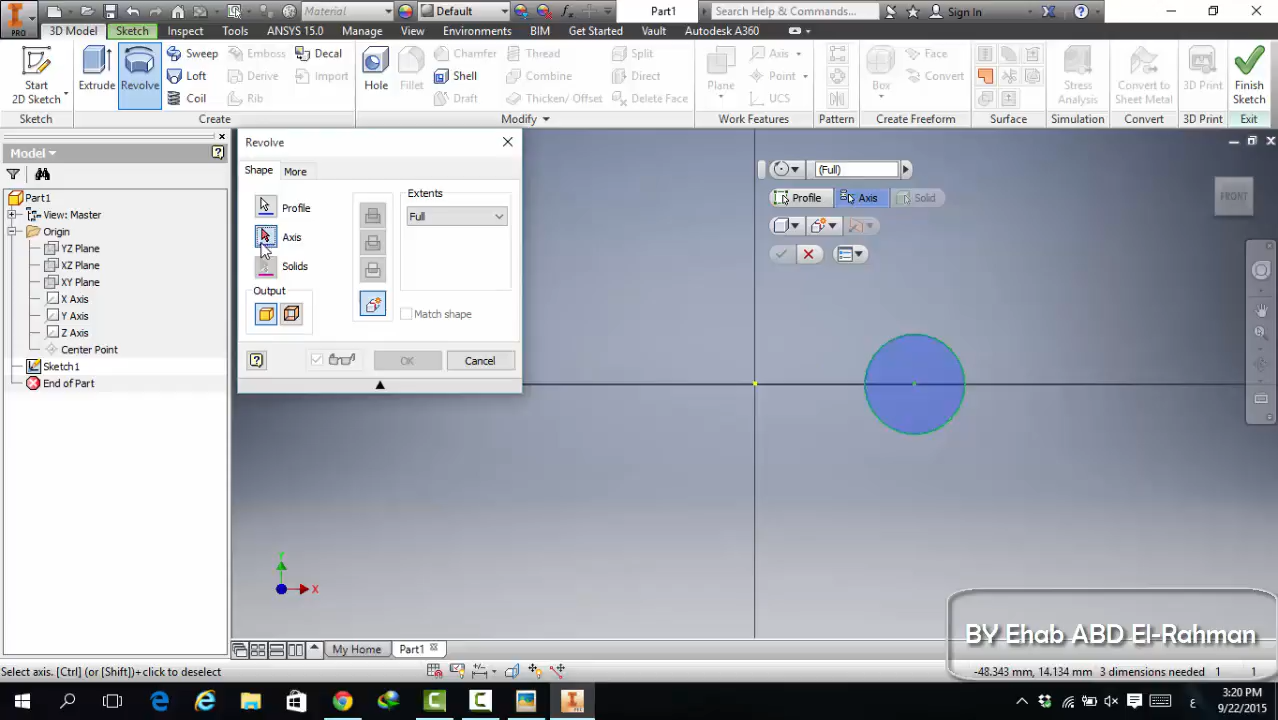 Material
Default
Part1
Search Help & Commands...
Sign In
PRO
3D Model
Sketch
Inspect
Tools
ANSYS 15.0
Manage
View
Environments
BIM
Get Started
Vault
Autodesk A360
Start
2D Sketch
Extrude
Revolve
Sweep
Loft
Coil
Emboss
Derive
Rib
Decal
Import
Hole
Fillet
Chamfer
Shell
Draft
Thread
Combine
Thicken/ Offset
Split
Direct
Delete Face
Plane
Axis
Point
UCS
Box
Face
Convert
Stress
Analysis
Convert to
Sheet Metal
3D Print
Finish
Sketch
Sketch
Create
Modify
Work Features
Pattern
Create Freeform
Surface
Simulation
Convert
3D Print
Exit
Model
Part1
View: Master
Origin
YZ Plane
XZ Plane
XY Plane
X Axis
Y Axis
Z Axis
Center Point
Sketch1
End of Part
Revolve
Shape
More
Profile
Axis
Solids
Output
Extents
Full
Match shape
OK
Cancel
(Full)
Profile
Axis
Solid
FRONT
Y
X
BY Ehab ABD El-Rahman
My Home
Part1
Select axis. [Ctrl] (or [Shift])+ click to deselect
-48.343 mm, 14.134 mm
3 dimensions needed
1
1
ع
3:20 PM
9/22/2015